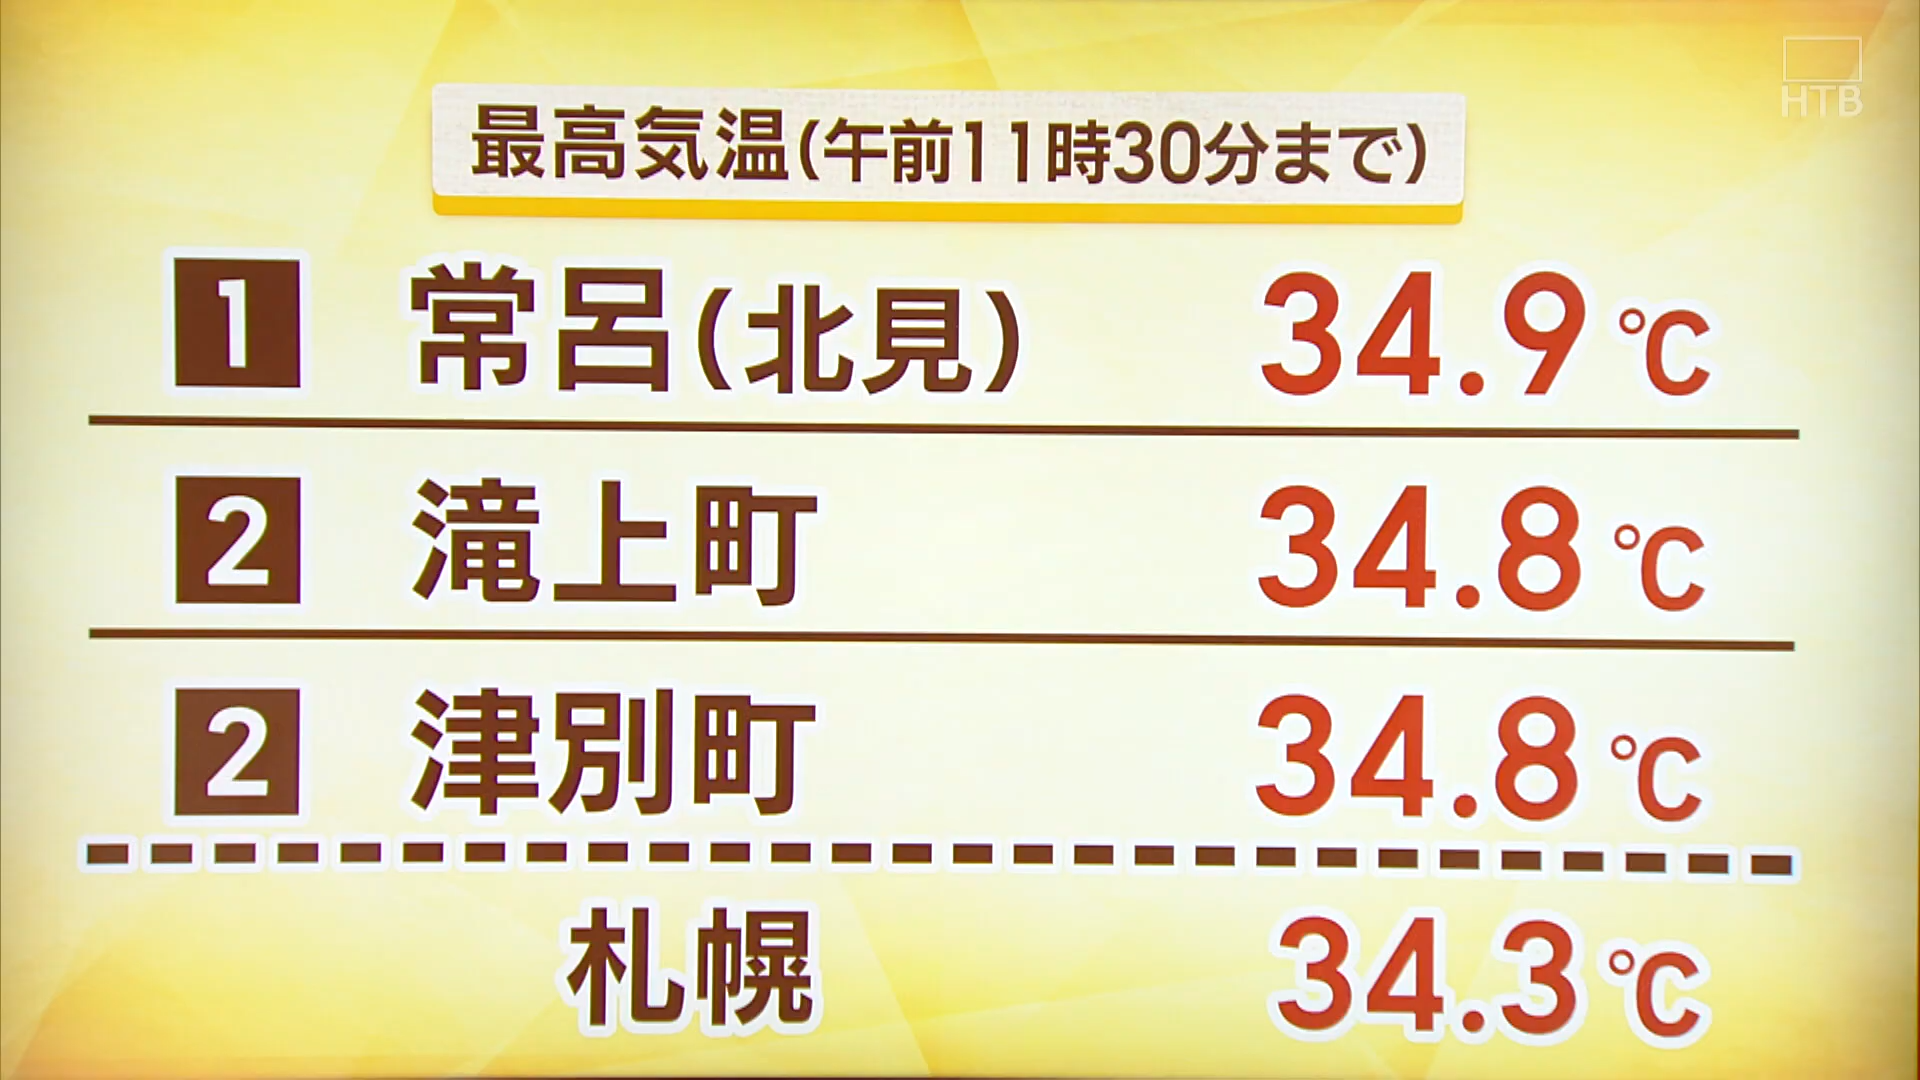 HTB
最高気温(午前11時30分まで)
1 常呂(北見) 34.9℃
2 滝上町 34.8℃
2 津別町 34.8℃
札幌 34.3℃